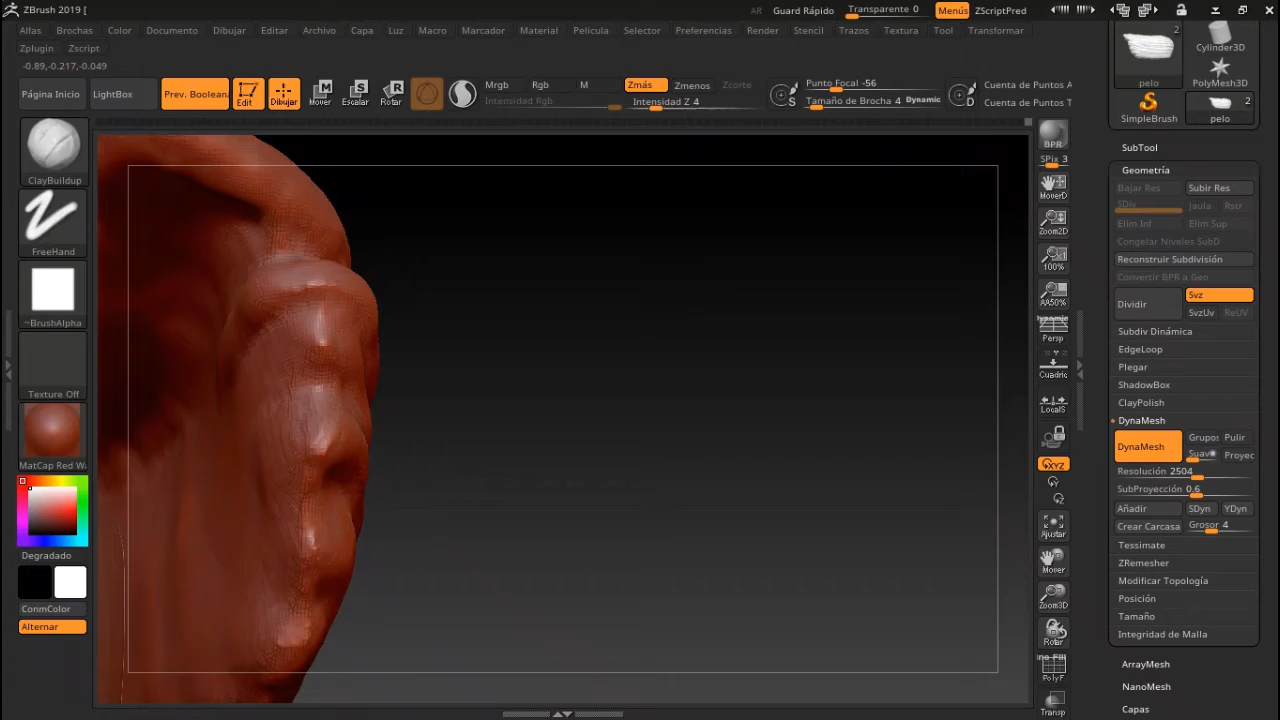 ZBrush 2019 [
AR Guard Rápido Transparente 0 Menús ZScriptPred
Alfas Brochas Color Documento Dibujar Editar Archivo Capa Luz Macro Marcador Material Película Selector Preferencias Render Stencil Trazos Textura Tool Transformar
Zplugin Zscript
-0.89,-0.217,-0.049
Página Inicio LightBox Prev. Boolean Edit Dibujar Mover Escalar Rotar
Mrgb Rgb M
Intensidad Rgb
Zmás Zmenos Zcorte
Intensidad Z 4
S
Punto Focal -56
Tamaño de Brocha 4 Dynamic
D
Cuenta de Puntos A
Cuenta de Puntos T
ClayBuildup
FreeHand
~BrushAlpha
Texture Off
MatCap Red W
Degradado
ConmColor
Alternar
BPR
SPix 3
MoverD
Zoom2D
100%
AA50%
Dynamic
Persp
Cuadríc
LocalS
XYZ
Y
Z
Ajustar
Mover
Zoom3D
Rotar
PolyF
Transp
2
Cylinder3D
pelo
PolyMesh3D
2
SimpleBrush pelo
SubTool
Geometría
Bajar Res Subir Res
SDiv Jaula Rstr
Elim Inf Elim Sup
Congelar Niveles SubD
Reconstruir Subdivisión
Convertir BPR a Geo
Dividir Svz
SvzUv ReUV
Subdiv Dinámica
EdgeLoop
Plegar
ShadowBox
ClayPolish
DynaMesh
DynaMesh Grupos Pulir
Suav Proyec
Resolución 2504
SubProyección 0.6
Añadir SDyn YDyn
Crear Carcasa Grosor 4
Tessimate
ZRemesher
Modificar Topología
Posición
Tamaño
Integridad de Malla
ArrayMesh
NanoMesh
Capas